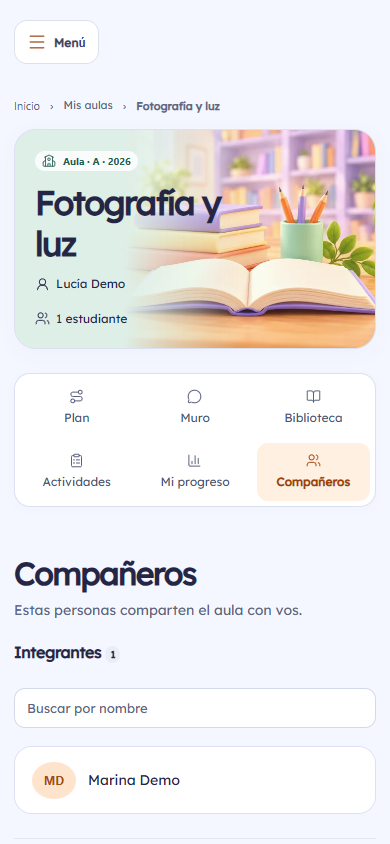 Menú
Inicio › Mis aulas › Fotografía y luz
Aula · A · 2026
Fotografía y
luz
Lucía Demo
1 estudiante
Plan Muro Biblioteca
Actividades Mi progreso Compañeros
Compañeros
Estas personas comparten el aula con vos.
Integrantes 1
Buscar por nombre
MD Marina Demo